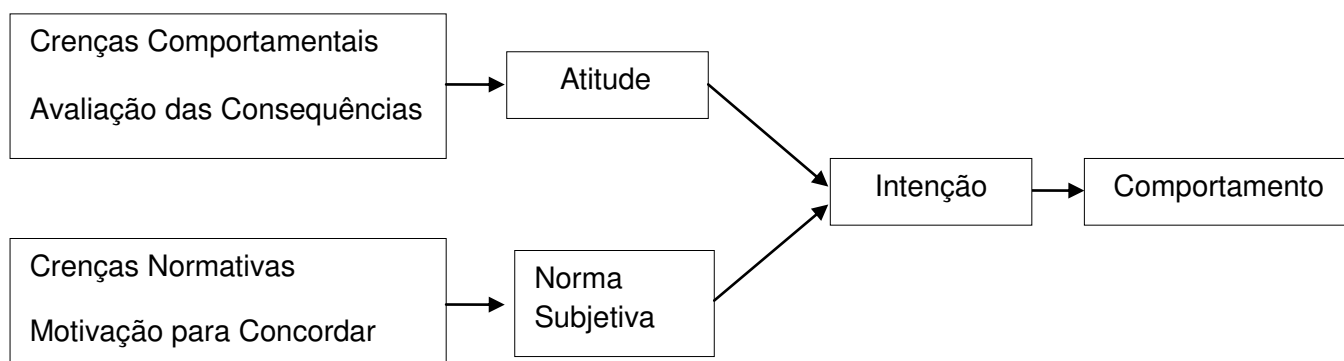 Crenças Comportamentais
Avaliação das Consequências
Atitude
Intenção
Comportamento
Crenças Normativas
Motivação para Concordar
Norma
Subjetiva